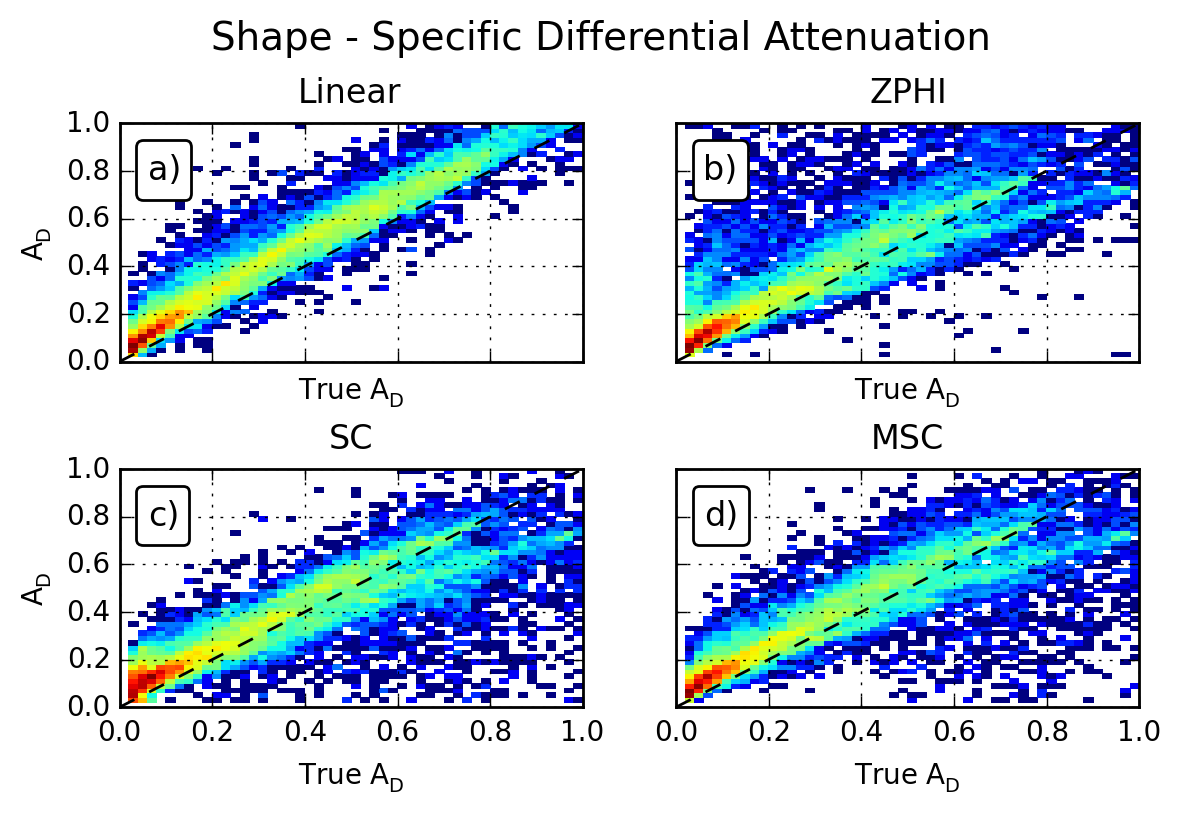 Shape - Specific Differential Attenuation
Linear
ZPHI
1.0
0.8
0.6
0.4
0.2
0.0
A_D
a)
b)
True A_D
True A_D
SC
MSC
1.0
0.8
0.6
0.4
0.2
0.0
A_D
c)
d)
0.0 0.2 0.4 0.6 0.8 1.0
0.0 0.2 0.4 0.6 0.8 1.0
True A_D
True A_D